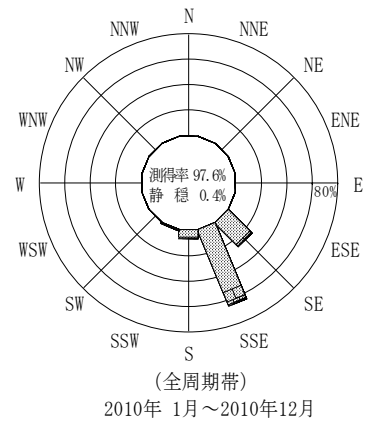 N
NNW NNE
NW NE
WNW ENE
測得率 97.6%
静 穏 0.4%
W 80% E
WSW ESE
SW SE
SSW SSE
S
(全周期帯)
2010年 1月～2010年12月